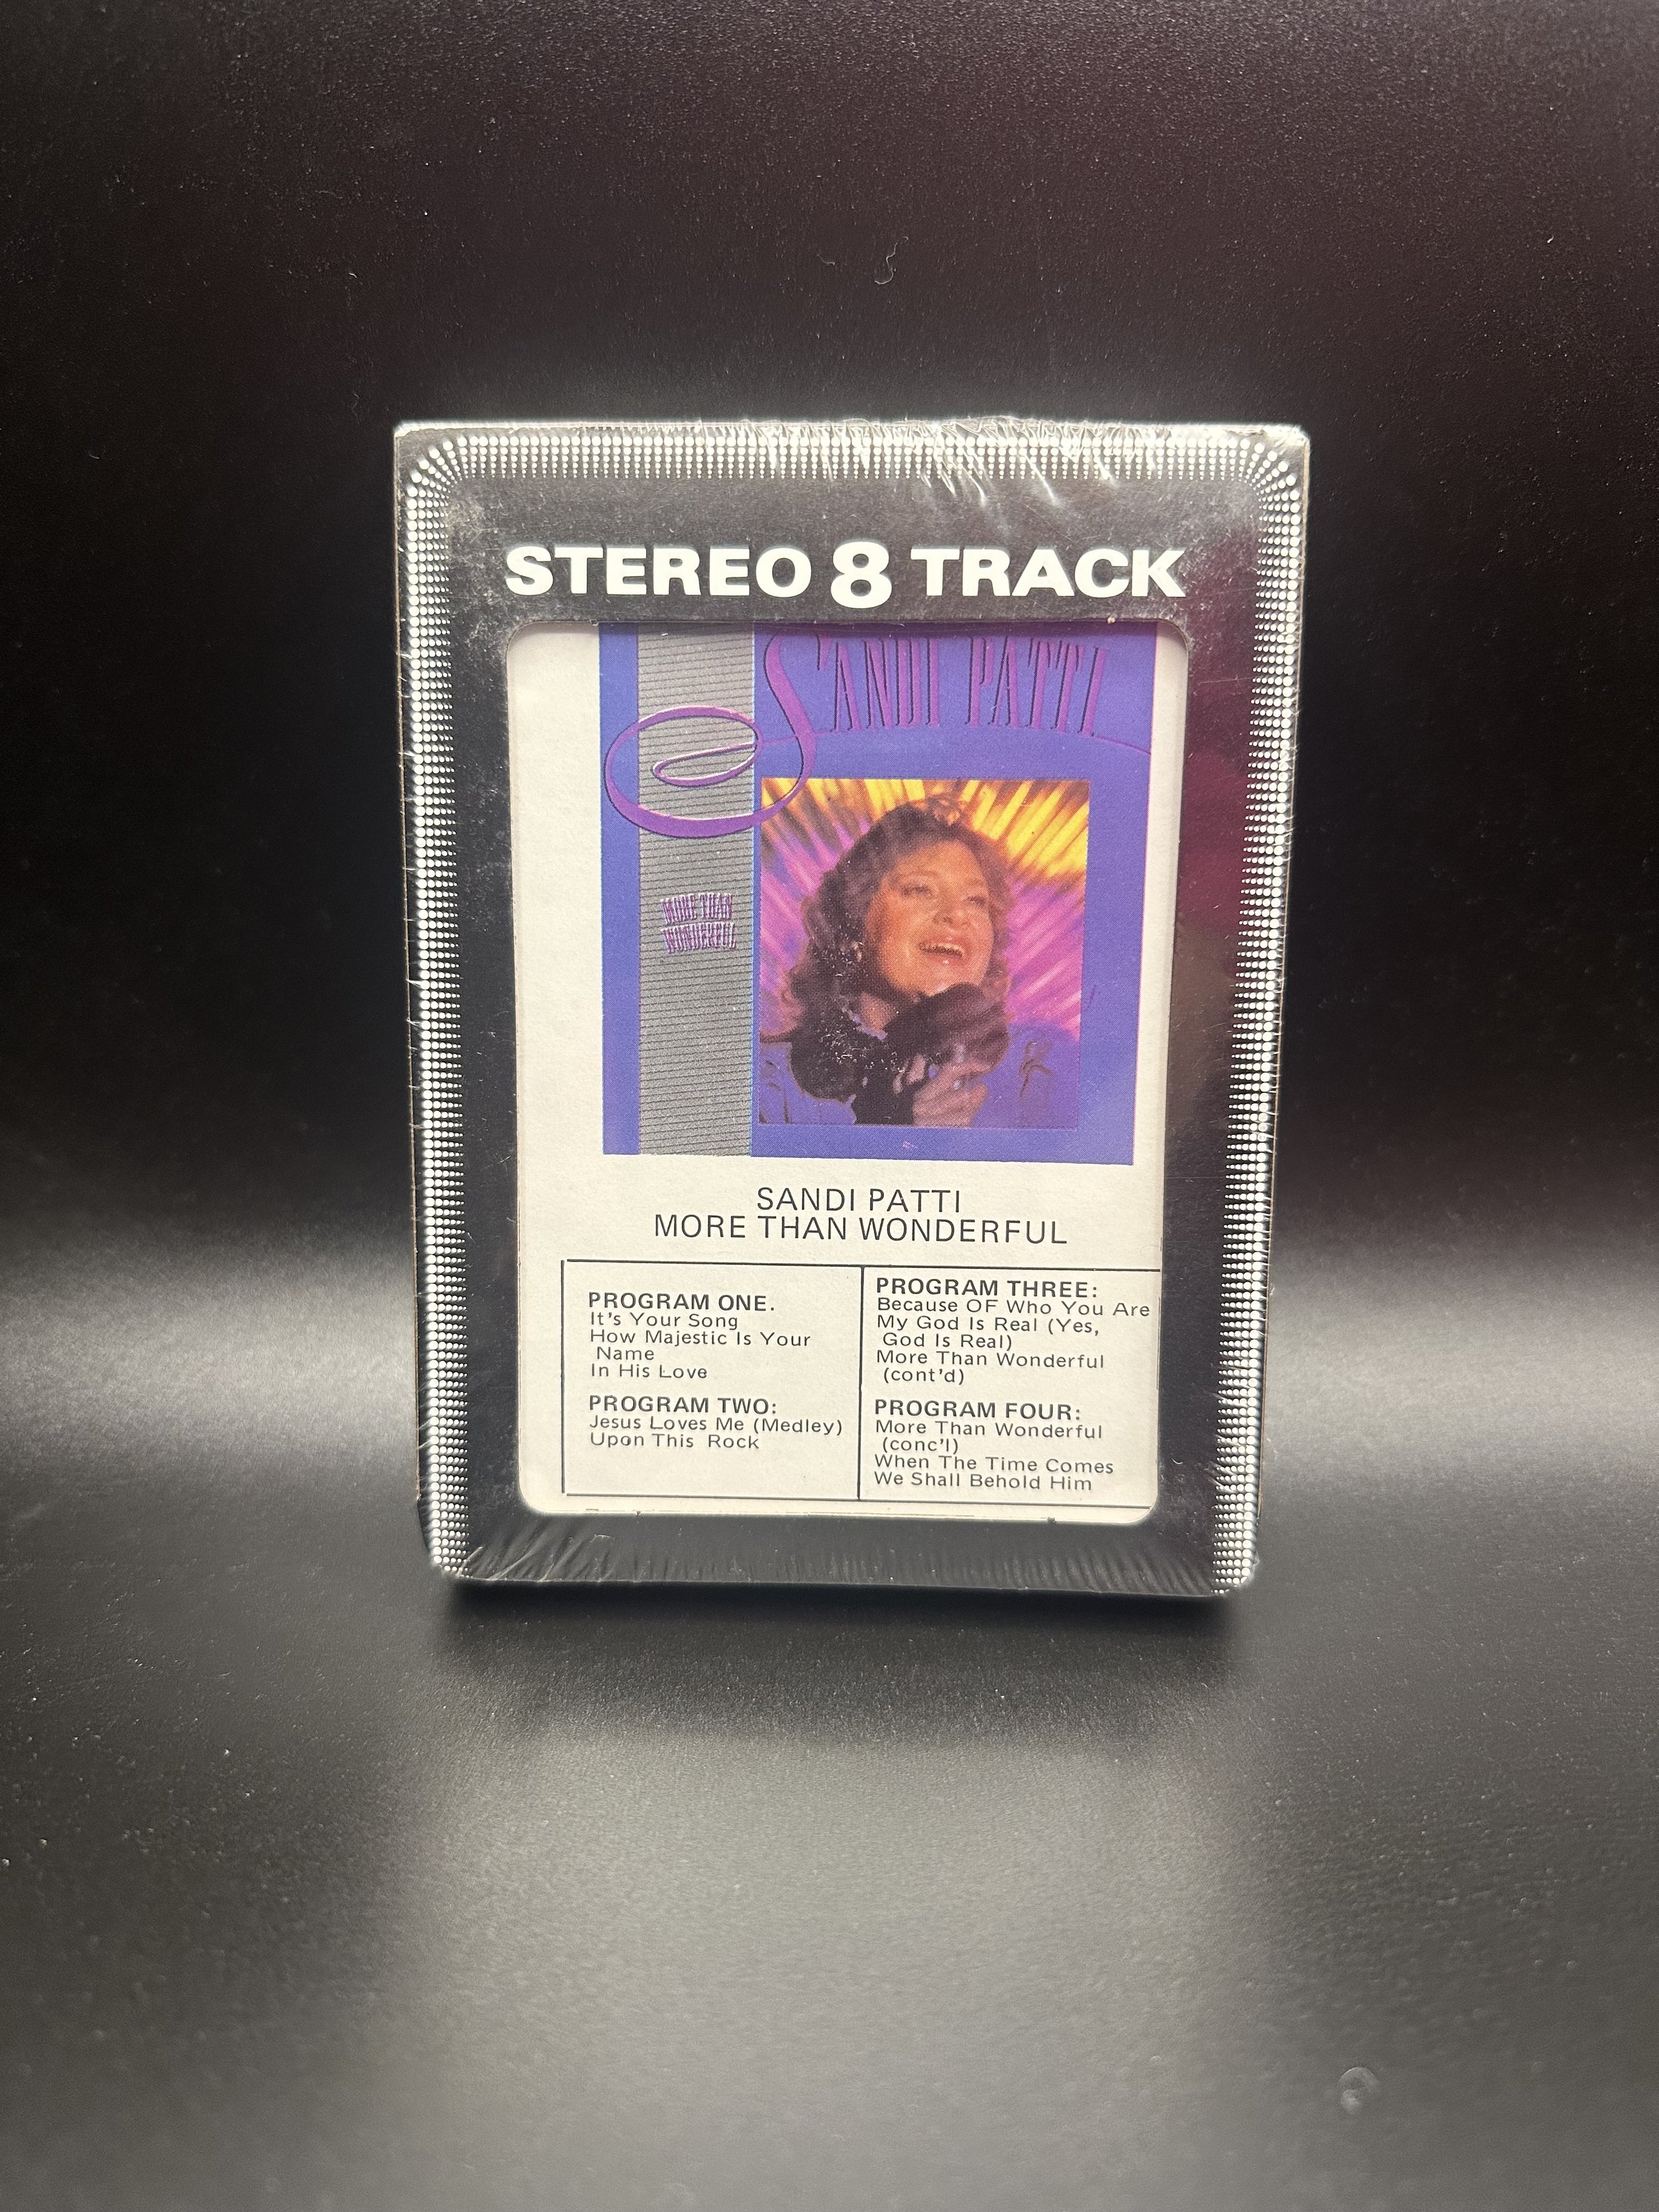 STEREO 8 TRACK
SANDI PATTI
MORE THAN
WONDERFUL
SANDI PATTI
MORE THAN WONDERFUL
PROGRAM ONE.
It's Your Song
How Majestic Is Your
Name
In His Love
PROGRAM TWO:
Jesus Loves Me (Medley)
Upon This Rock
PROGRAM THREE:
Because OF Who You Are
My God Is Real (Yes,
God Is Real)
More Than Wonderful
(cont'd)
PROGRAM FOUR:
More Than Wonderful
(conc'l)
When The Time Comes
We Shall Behold Him